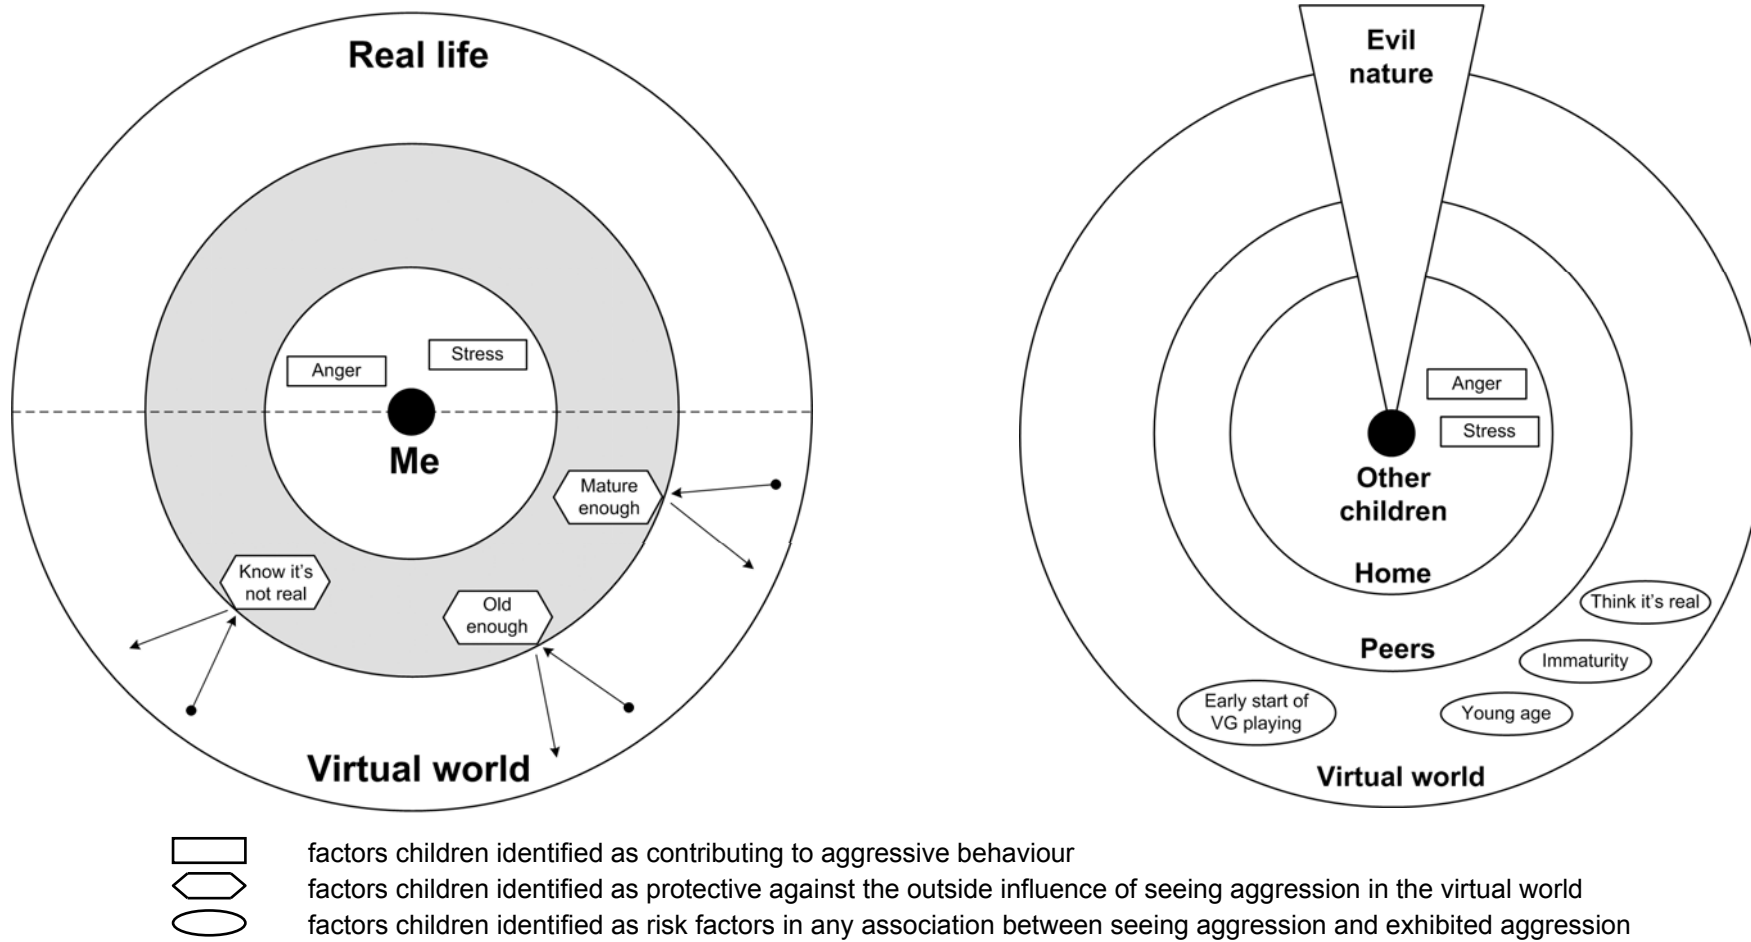 Real life
Anger
Stress
Me
Mature
enough
Know it's
not real
Old
enough
Virtual world
Evil
nature
Anger
Stress
Other
children
Home
Peers
Think it's real
Immaturity
Early start of
VG playing
Young age
Virtual world
factors children identified as contributing to aggressive behaviour
factors children identified as protective against the outside influence of seeing aggression in the virtual world
factors children identified as risk factors in any association between seeing aggression and exhibited aggression